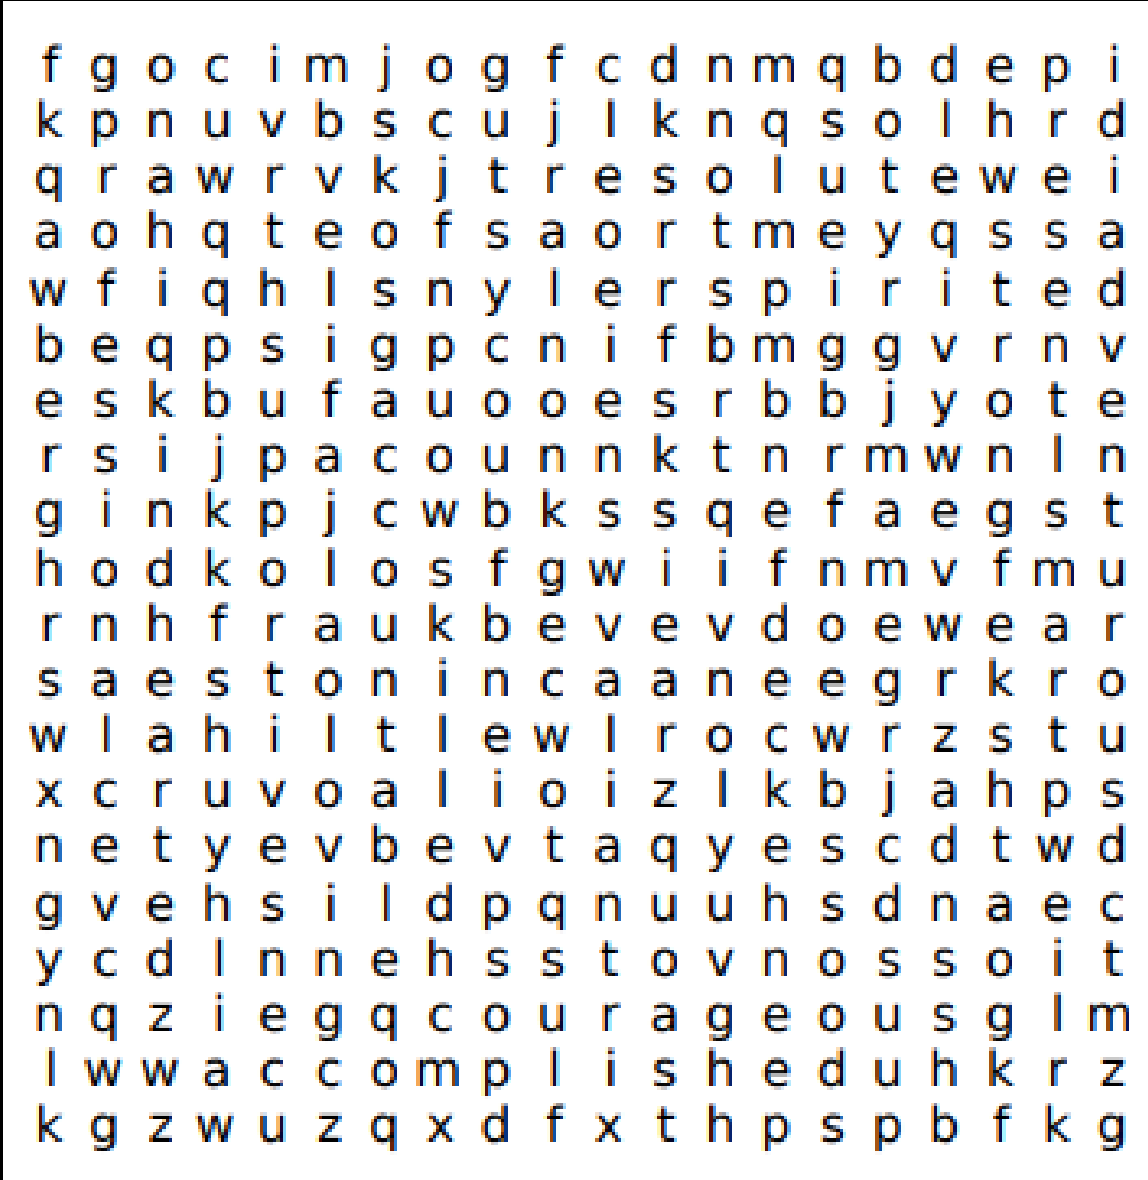 f g o c i m j o g f c d n m q b d e p i
k p n u v b s c u j l k n q s o l h r d
q r a w r v k j t r e s o l u t e w e i
a o h q t e o f s a o r t m e y q s s a
w f i q h l s n y l e r s p i r i t e d
b e q p s i g p c n i f b m g g v r n v
e s k b u f a u o o e s r b b j y o t e
r s i j p a c o u n n k t n r m w n l n
g i n k p j c w b k s s q e f a e g s t
h o d k o l o s f g w i i f n m v f m u
r n h f r a u k b e v e v d o e w e a r
s a e s t o n i n c a a n e e g r k r o
w l a h i l t l e w l r o c w r z s t u
x c r u v o a l i o i z l k b j a h p s
n e t y e v b e v t a q y e s c d t w d
g v e h s i l d p q n u u h s d n a e c
y c d l n n e h s s t o v n o s s o i t
n q z i e g q c o u r a g e o u s g l m
l w w a c c o m p l i s h e d u h k r z
k g z w u z q x d f x t h p s p b f k g